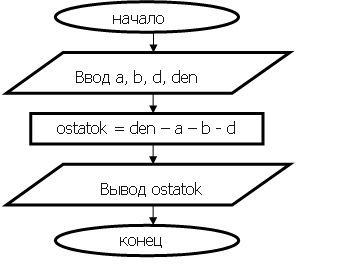 начало
Ввод a, b, d, den
ostatok = den – a – b - d
Вывод ostatok
конец